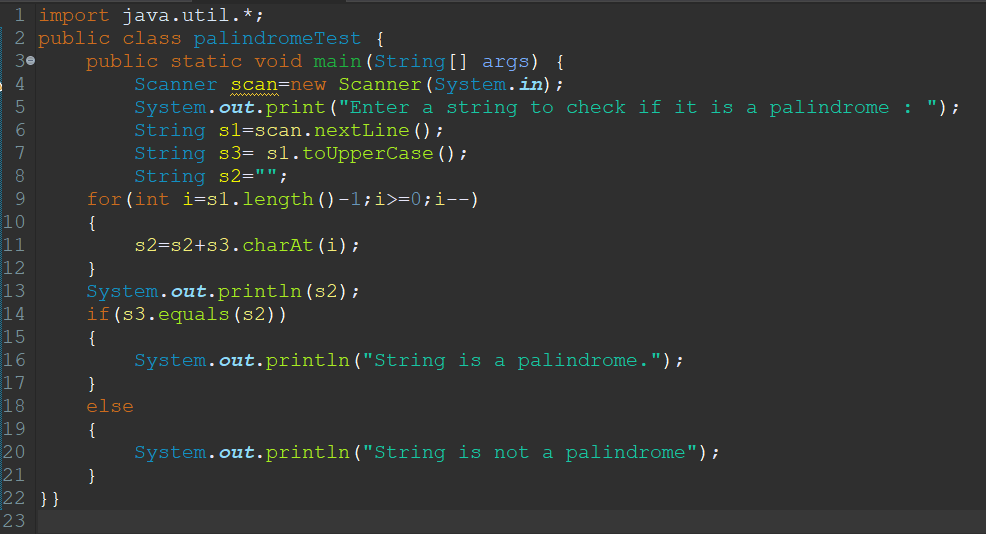 1 import java.util.*;
2 public class palindromeTest {
3 public static void main(String[] args) {
4 Scanner scan=new Scanner(System.in);
5 System.out.print("Enter a string to check if it is a palindrome : ");
6 String s1=scan.nextLine();
7 String s3= s1.toUpperCase();
8 String s2="";
9 for(int i=s1.length()-1;i>=0;i--)
10 {
11 s2=s2+s3.charAt(i);
12 }
13 System.out.println(s2);
14 if(s3.equals(s2))
15 {
16 System.out.println("String is a palindrome.");
17 }
18 else
19 {
20 System.out.println("String is not a palindrome");
21 }
22 }}
23